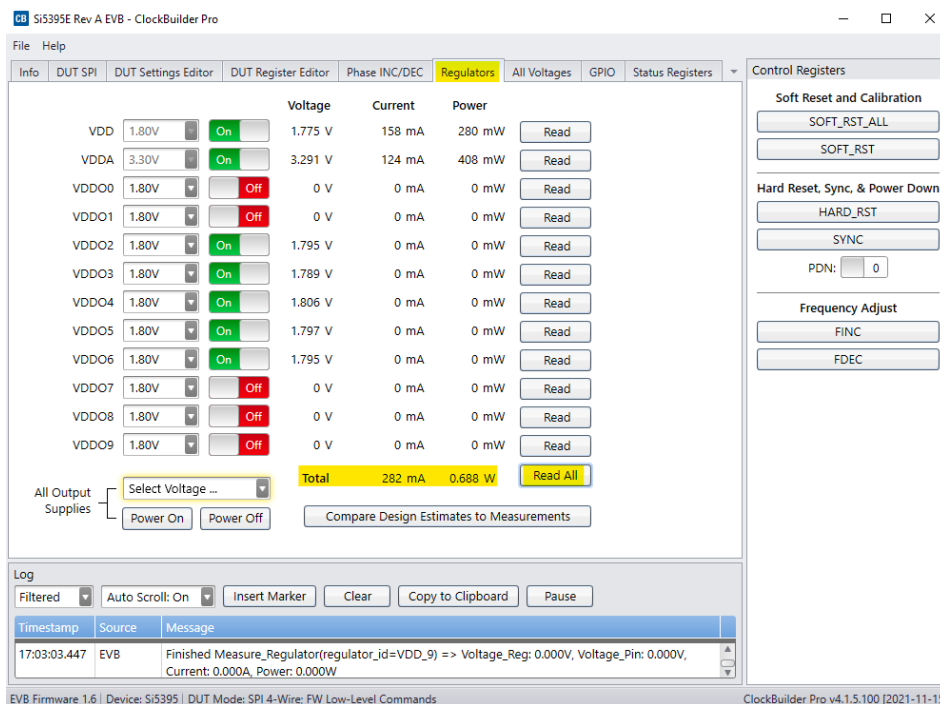 CB Si5395E Rev A EVB - ClockBuilder Pro
File Help
Info DUT SPI DUT Settings Editor DUT Register Editor Phase INC/DEC Regulators All Voltages GPIO Status Registers
Voltage Current Power
VDD 1.80V On 1.775 V 158 mA 280 mW Read
VDDA 3.30V On 3.291 V 124 mA 408 mW Read
VDDO0 1.80V Off 0 V 0 mA 0 mW Read
VDDO1 1.80V Off 0 V 0 mA 0 mW Read
VDDO2 1.80V On 1.795 V 0 mA 0 mW Read
VDDO3 1.80V On 1.789 V 0 mA 0 mW Read
VDDO4 1.80V On 1.806 V 0 mA 0 mW Read
VDDO5 1.80V On 1.797 V 0 mA 0 mW Read
VDDO6 1.80V On 1.795 V 0 mA 0 mW Read
VDDO7 1.80V Off 0 V 0 mA 0 mW Read
VDDO8 1.80V Off 0 V 0 mA 0 mW Read
VDDO9 1.80V Off 0 V 0 mA 0 mW Read
Total 282 mA 0.688 W Read All
All Output
Supplies
Select Voltage ...
Power On Power Off
Compare Design Estimates to Measurements
Control Registers
Soft Reset and Calibration
SOFT_RST_ALL
SOFT_RST
Hard Reset, Sync, & Power Down
HARD_RST
SYNC
PDN: 0
Frequency Adjust
FINC
FDEC
Log
Filtered Auto Scroll: On Insert Marker Clear Copy to Clipboard Pause
Timestamp Source Message
17:03:03.447 EVB Finished Measure_Regulator(regulator_id=VDD_9) => Voltage_Reg: 0.000V, Voltage_Pin: 0.000V,
Current: 0.000A, Power: 0.000W
EVB Firmware 1.6 | Device: Si5395 | DUT Mode: SPI 4-Wire; FW Low-Level Commands
ClockBuilder Pro v4.1.5.100 [2021-11-15